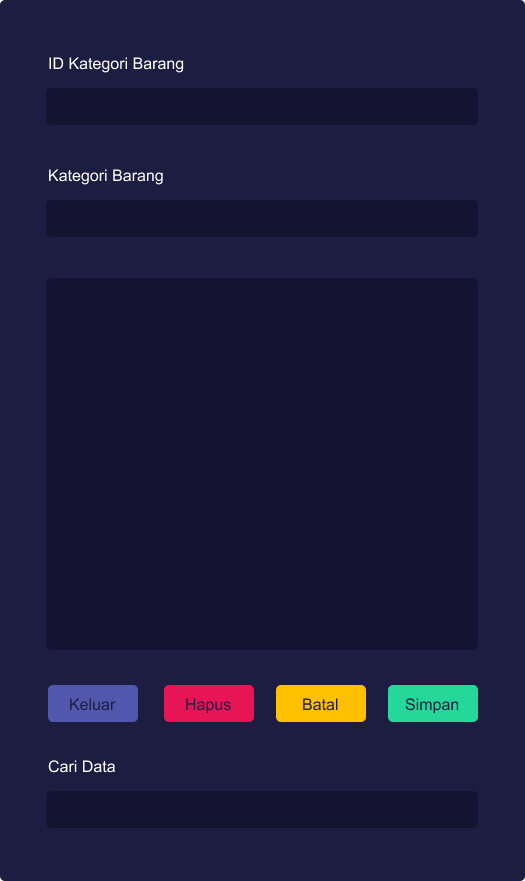 ID Kategori Barang
Kategori Barang
Keluar Hapus Batal Simpan
Cari Data